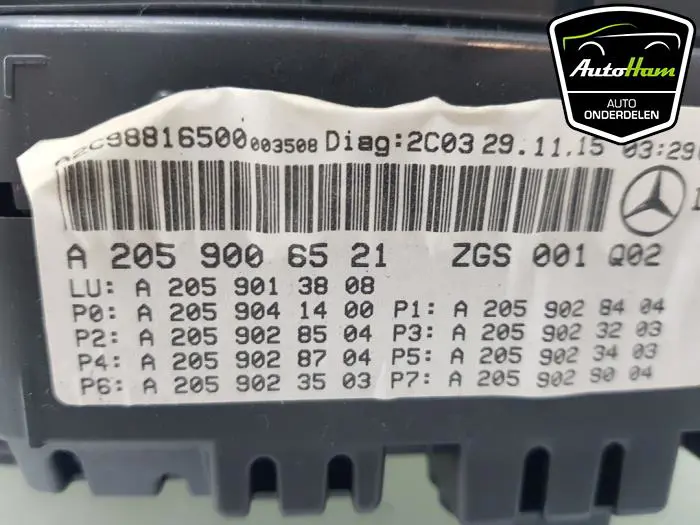 AutoHam
AUTO
ONDERDELEN
A2C98816500003508 Diag:2C03 29.11.15 03:29
A 205 900 65 21 ZGS 001 Q02
LU: A 205 901 38 08
P0: A 205 904 14 00 P1: A 205 902 84 04
P2: A 205 902 85 04 P3: A 205 902 32 03
P4: A 205 902 87 04 P5: A 205 902 34 03
P6: A 205 902 35 03 P7: A 205 902 90 04